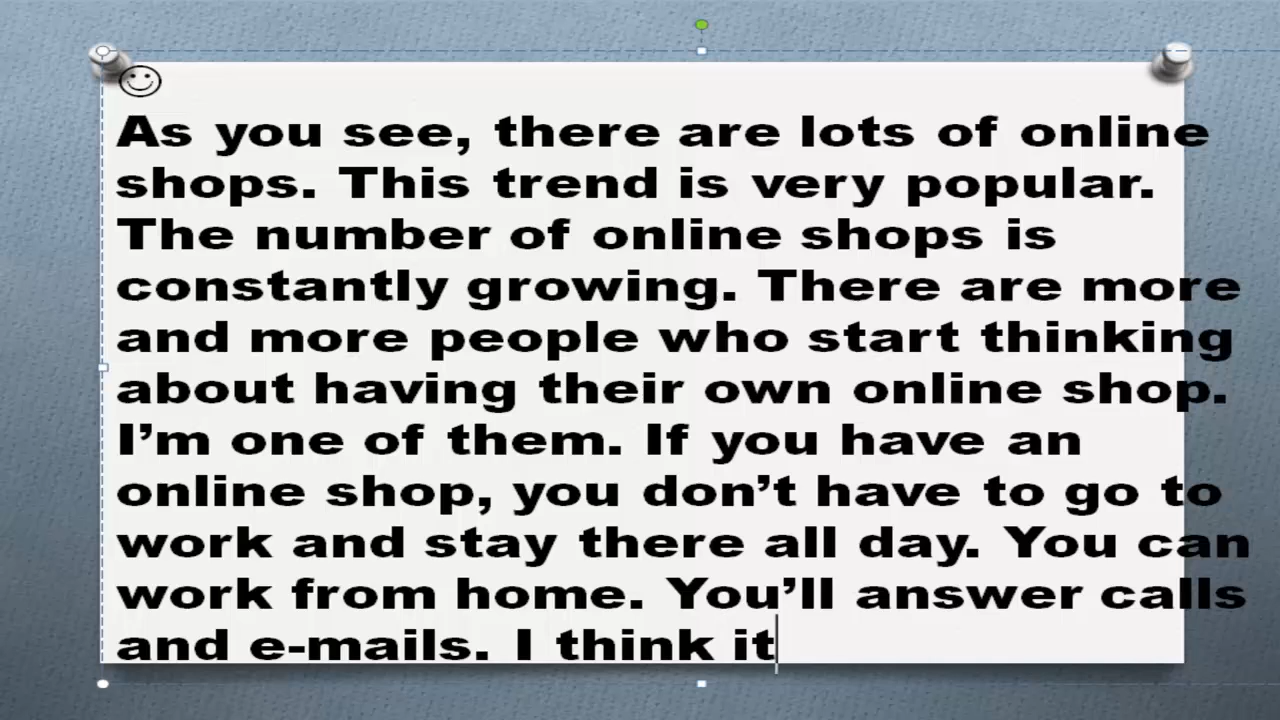 As you see, there are lots of online
shops. This trend is very popular.
The number of online shops is
constantly growing. There are more
and more people who start thinking
about having their own online shop.
I’m one of them. If you have an
online shop, you don’t have to go to
work and stay there all day. You can
work from home. You’ll answer calls
and e-mails. I think it